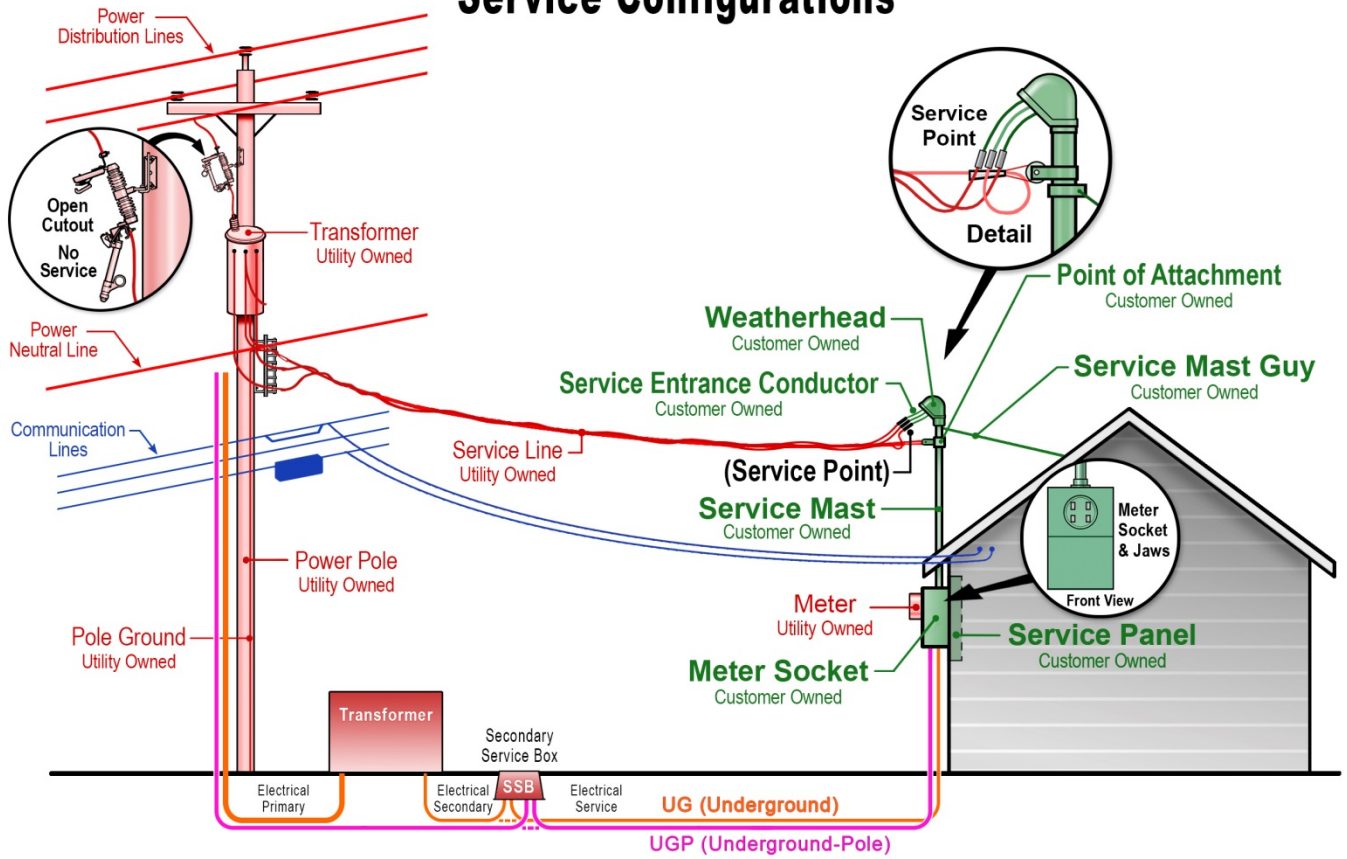 Service Configurations
Power
Distribution Lines
Open
Cutout
No
Service
Transformer
Utility Owned
Power
Neutral Line
Communication
Lines
Service Line
Utility Owned
Power Pole
Utility Owned
Pole Ground
Utility Owned
Service
Point
Detail
Point of Attachment
Customer Owned
Weatherhead
Customer Owned
Service Mast Guy
Customer Owned
Service Entrance Conductor
Customer Owned
(Service Point)
Service Mast
Customer Owned
Meter
Socket
& Jaws
Front View
Meter
Utility Owned
Service Panel
Customer Owned
Meter Socket
Customer Owned
Transformer
Secondary
Service Box
SSB
Electrical
Primary
Electrical
Secondary
Electrical
Service
UG (Underground)
UGP (Underground-Pole)